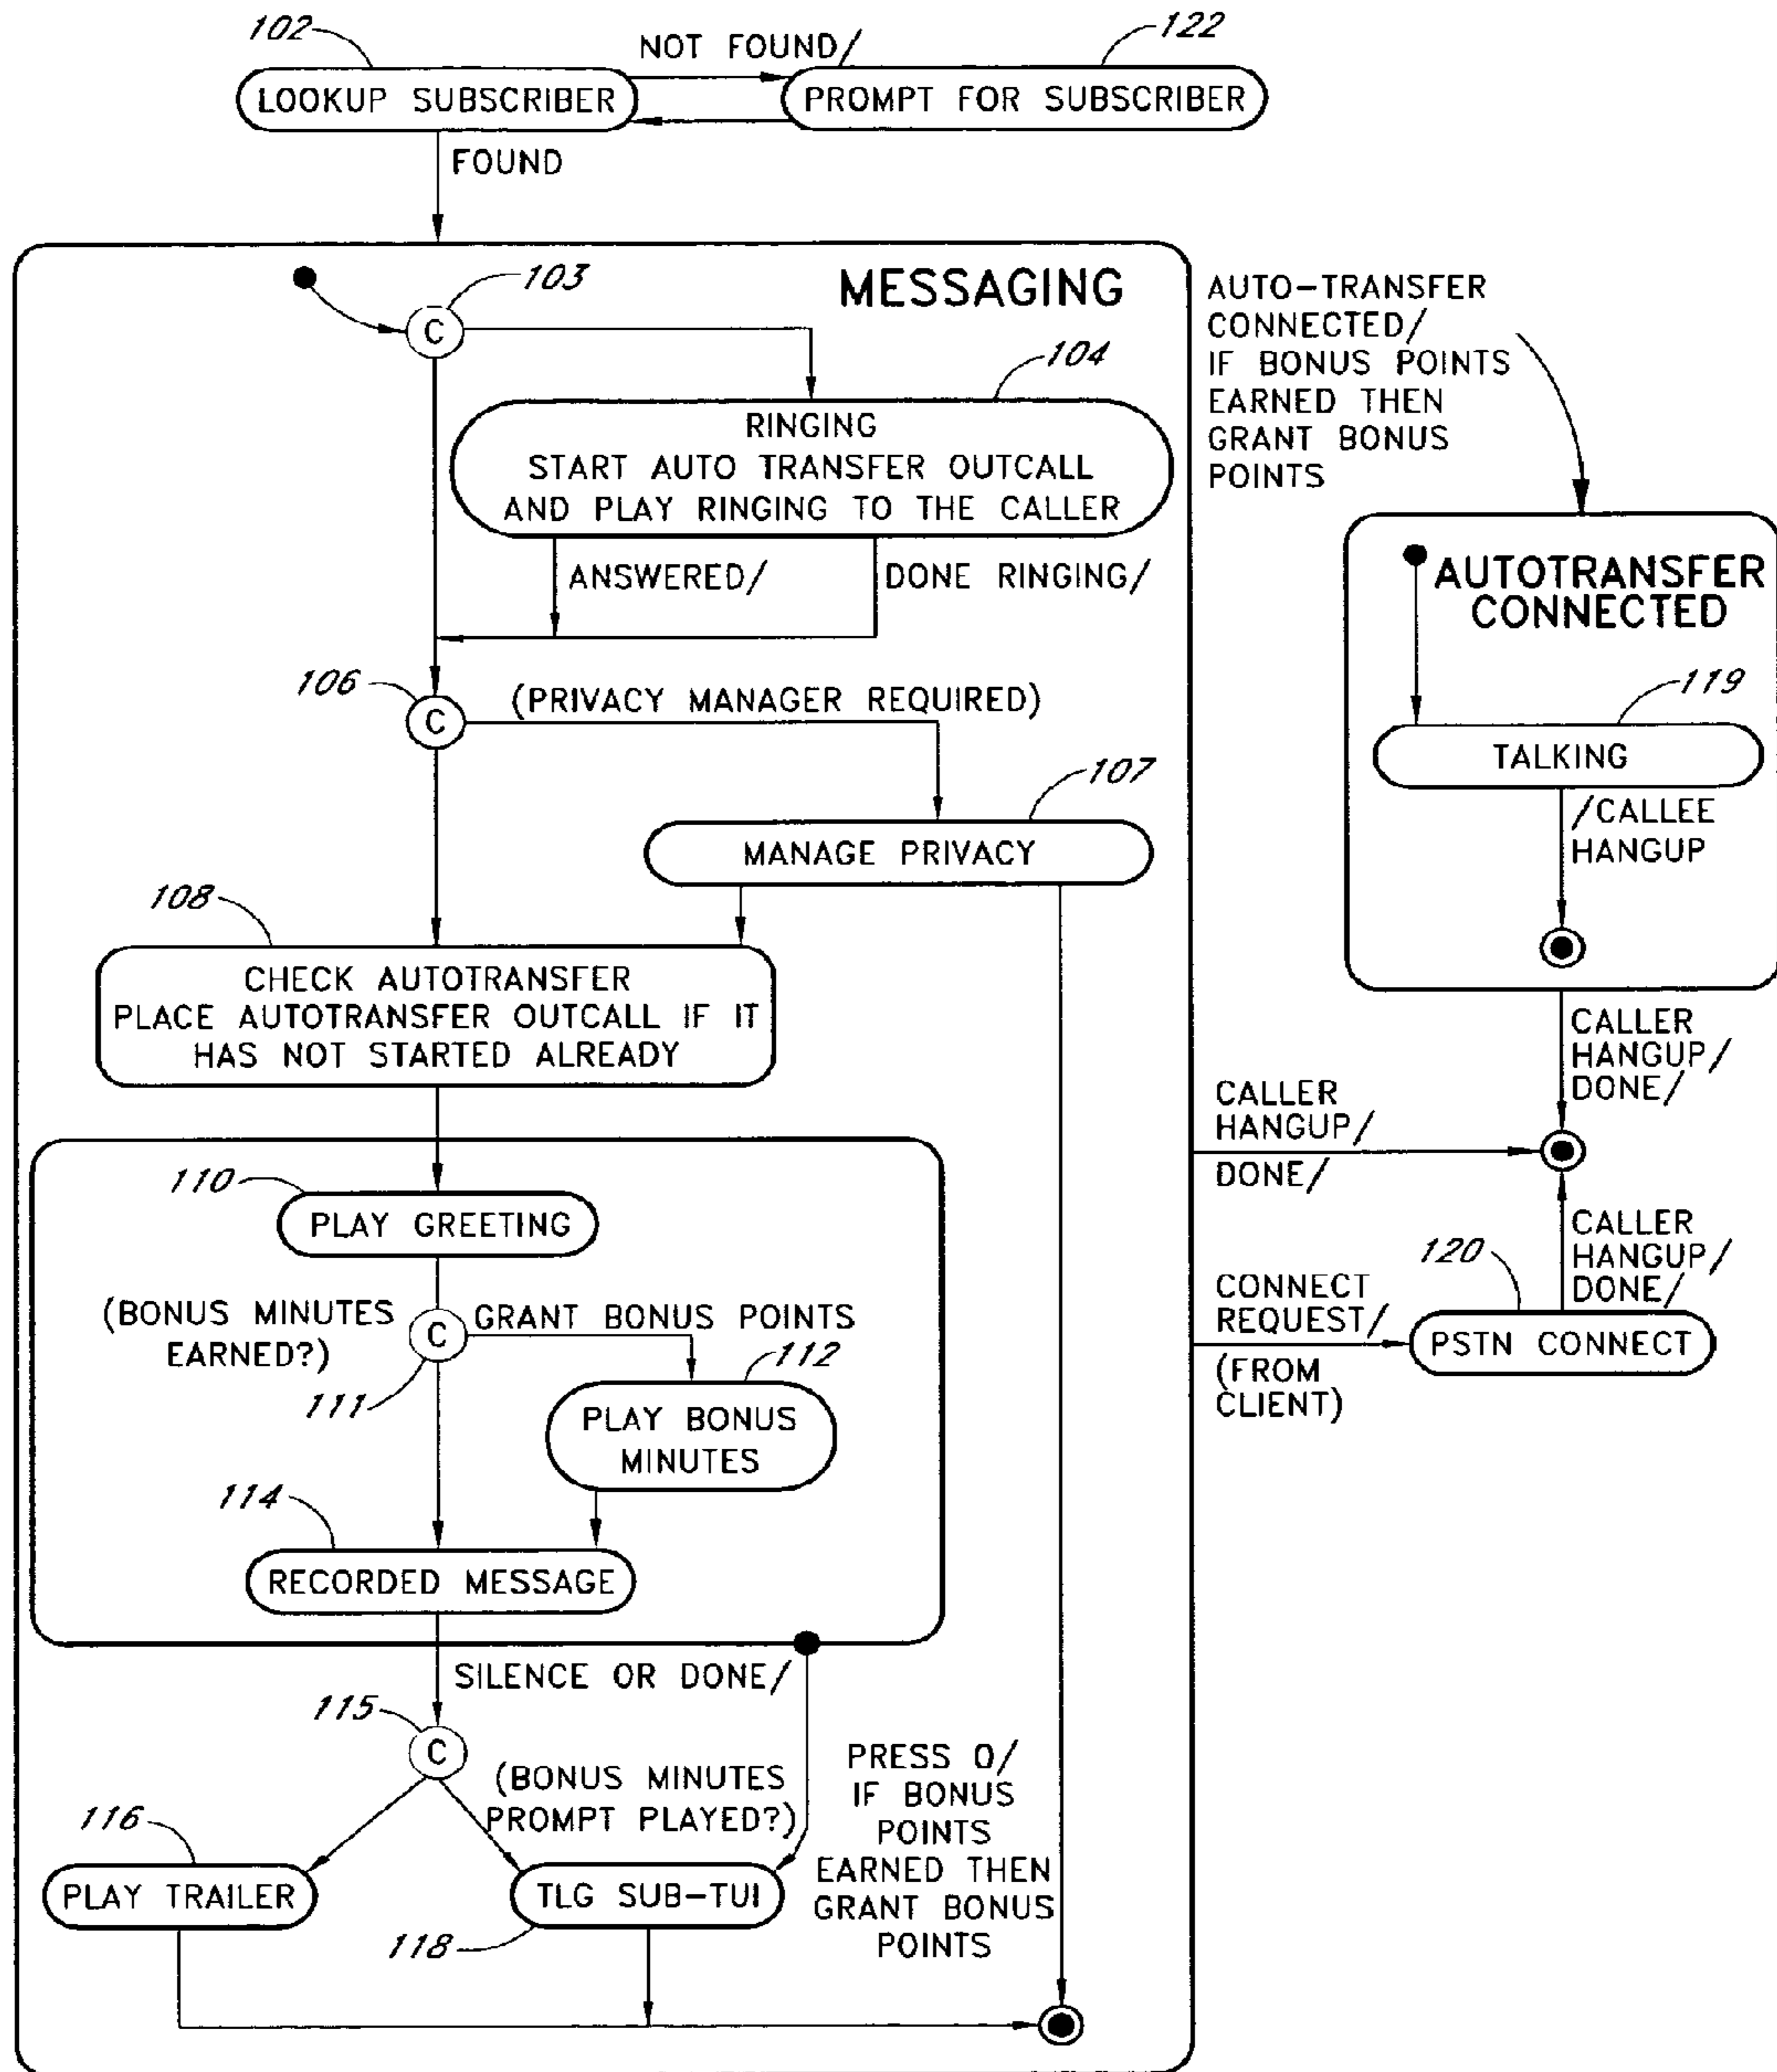 102
NOT FOUND/
122
LOOKUP SUBSCRIBER
PROMPT FOR SUBSCRIBER
FOUND
MESSAGING
103
C
104
RINGING
START AUTO TRANSFER OUTCALL
AND PLAY RINGING TO THE CALLER
ANSWERED/
DONE RINGING/
106
C
(PRIVACY MANAGER REQUIRED)
107
MANAGE PRIVACY
108
CHECK AUTOTRANSFER
PLACE AUTOTRANSFER OUTCALL IF IT
HAS NOT STARTED ALREADY
110
PLAY GREETING
(BONUS MINUTES
EARNED?)
C
GRANT BONUS POINTS
111
112
PLAY BONUS
MINUTES
114
RECORDED MESSAGE
SILENCE OR DONE/
115
C
(BONUS MINUTES
PROMPT PLAYED?)
PRESS 0/
IF BONUS
POINTS
EARNED THEN
GRANT BONUS
POINTS
116
PLAY TRAILER
TLG SUB-TUI
118
AUTO-TRANSFER
CONNECTED/
IF BONUS POINTS
EARNED THEN
GRANT BONUS
POINTS
AUTOTRANSFER
CONNECTED
119
TALKING
/CALLEE
HANGUP
CALLER
HANGUP/
DONE/
CALLER
HANGUP/
DONE/
CALLER
HANGUP/
DONE/
120
CONNECT
REQUEST/
(FROM
CLIENT)
PSTN CONNECT